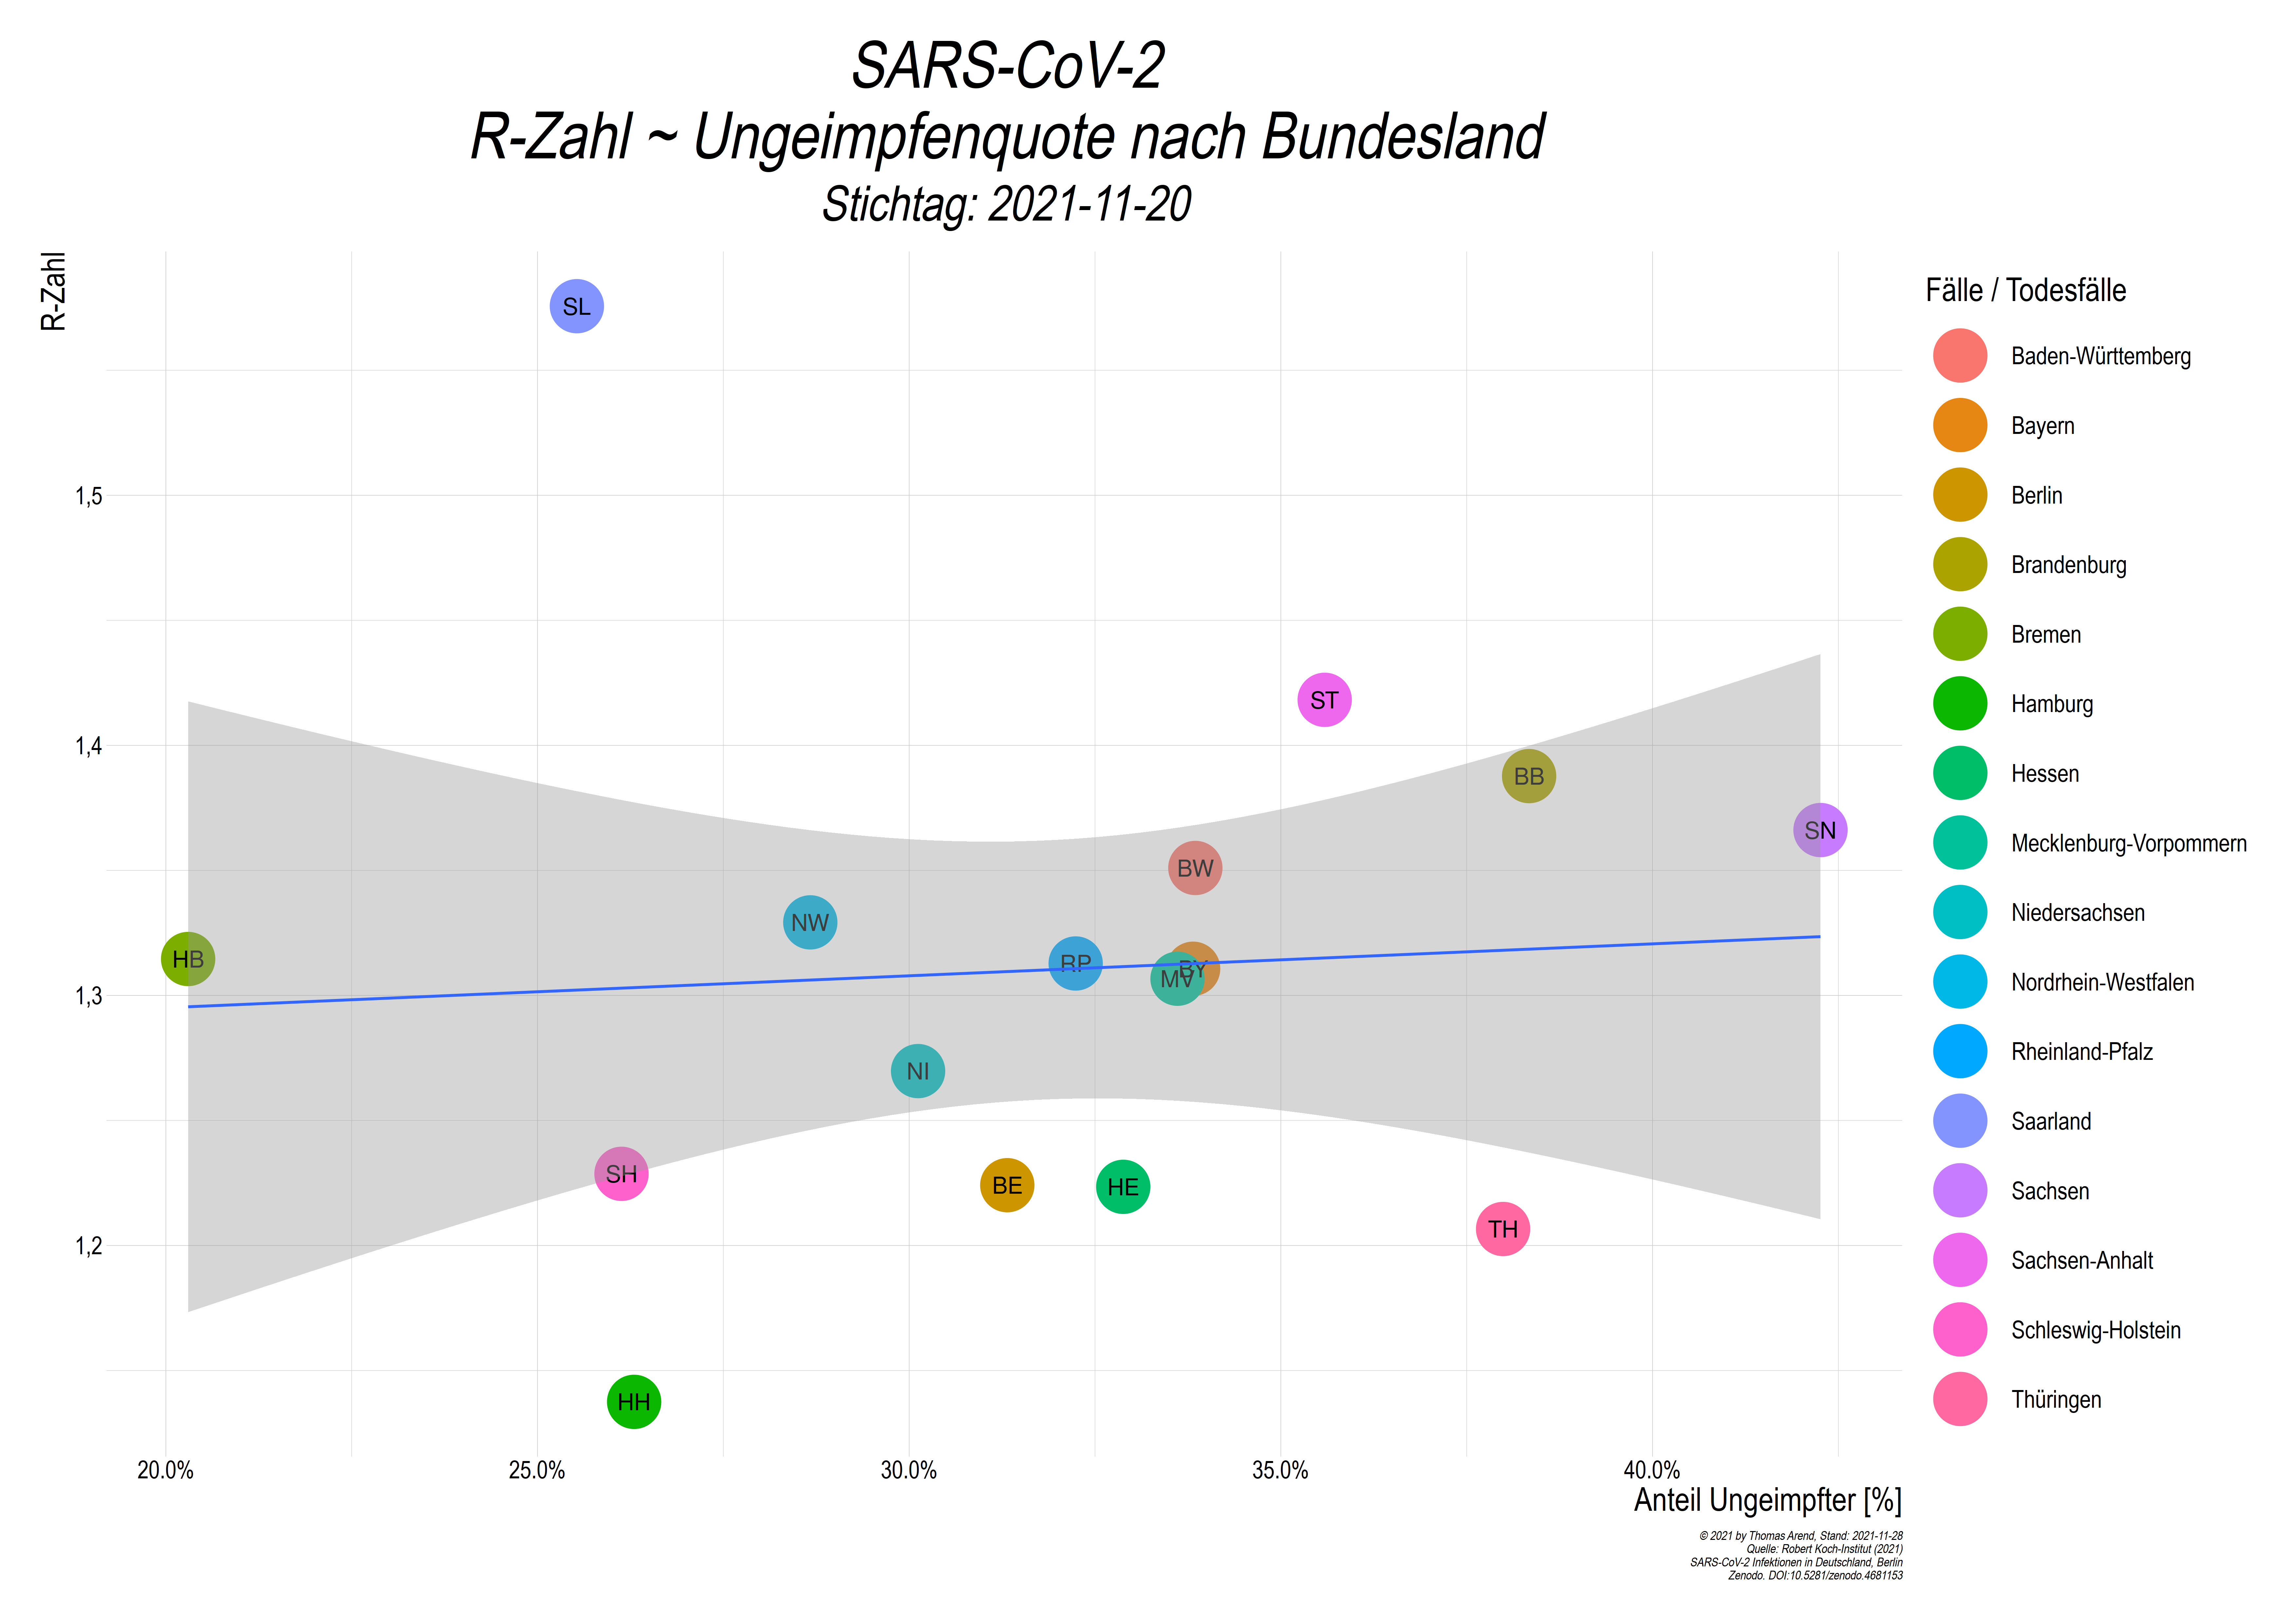 SARS-CoV-2
R-Zahl ~ Ungeimpfenquote nach Bundesland
Stichtag: 2021-11-20
R-Zahl
1,5
1,4
1,3
1,2
SL
ST
BB
SN
BW
NW
HB
RP
BY
MV
NI
SH
BE
HE
TH
HH
20.0%
25.0%
30.0%
35.0%
40.0%
Anteil Ungeimpfter [%]
Fälle / Todesfälle
Baden-Württemberg
Bayern
Berlin
Brandenburg
Bremen
Hamburg
Hessen
Mecklenburg-Vorpommern
Niedersachsen
Nordrhein-Westfalen
Rheinland-Pfalz
Saarland
Sachsen
Sachsen-Anhalt
Schleswig-Holstein
Thüringen
© 2021 by Thomas Arend, Stand: 2021-11-28
Quelle: Robert Koch-Institut (2021)
SARS-CoV-2 Infektionen in Deutschland, Berlin
Zenodo. DOI:10.5281/zenodo.4681153